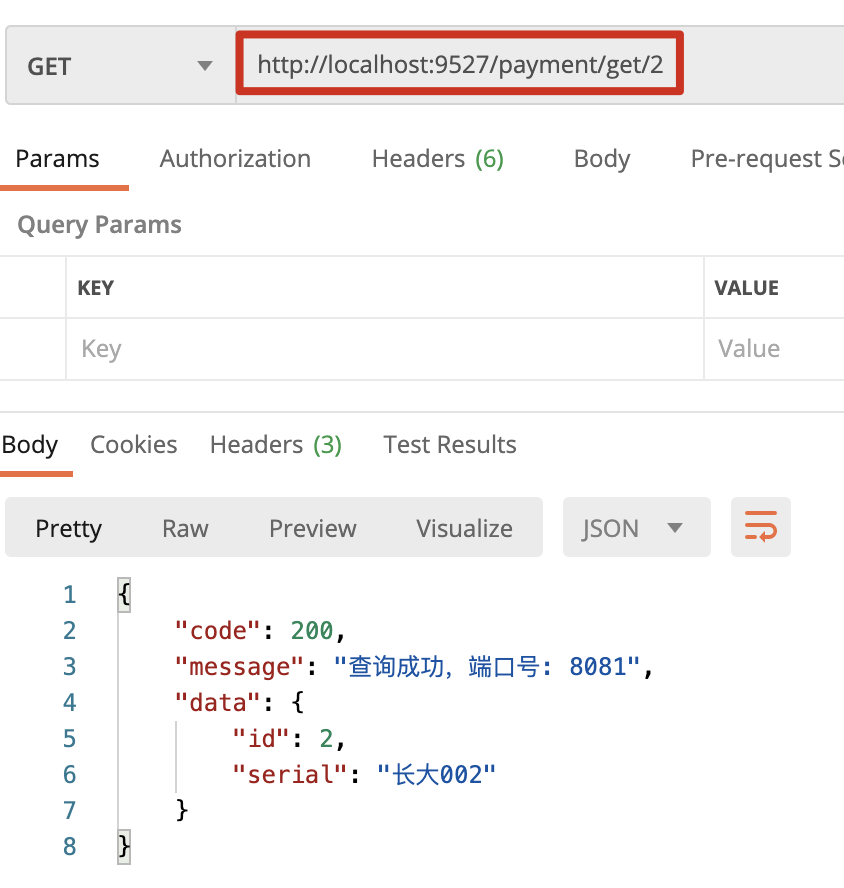 GET http://localhost:9527/payment/get/2
Params Authorization Headers (6) Body Pre-request S
Query Params
KEY VALUE
Key Value
Body Cookies Headers (3) Test Results
Pretty Raw Preview Visualize JSON
1 {
2 "code": 200,
3 "message": "查询成功，端口号: 8081",
4 "data": {
5 "id": 2,
6 "serial": "长大002"
7 }
8 }